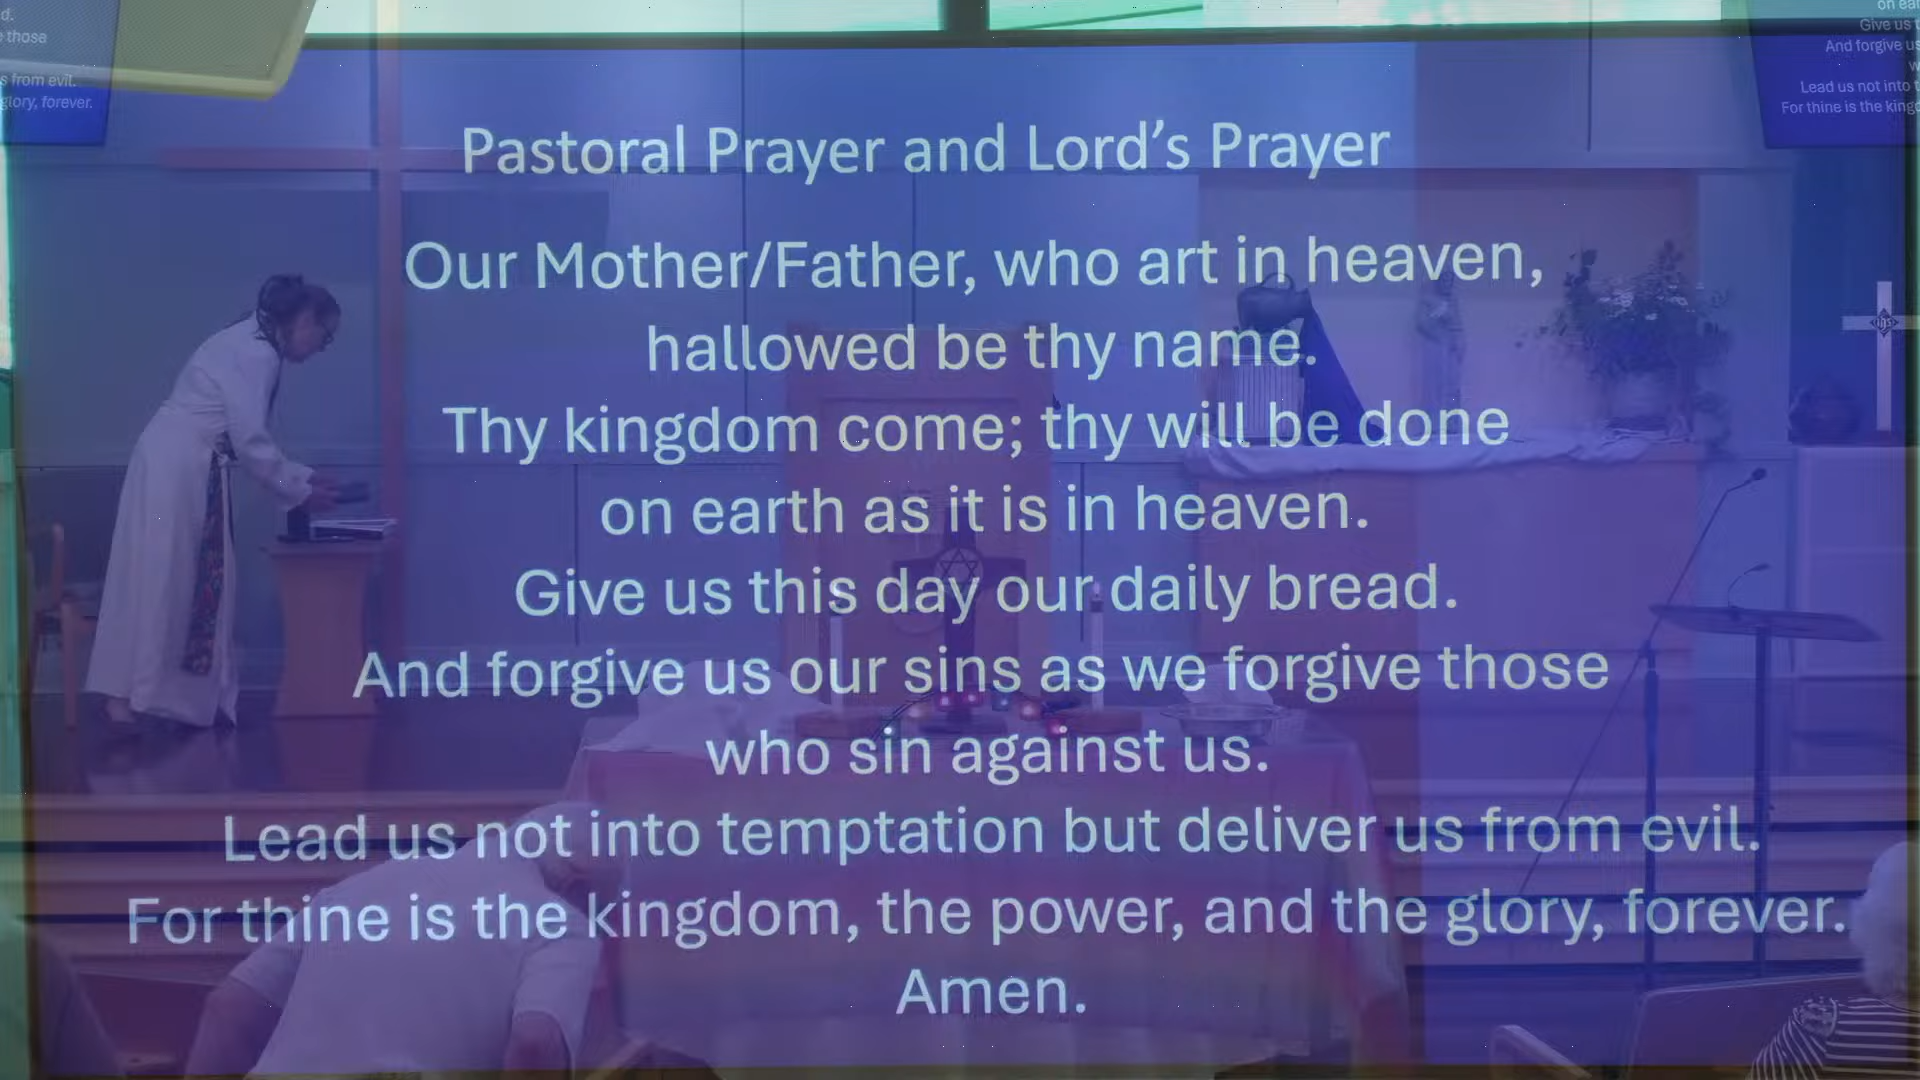 d.
those
s from evil.
glory, forever.
on ea
Give us t
And forgive us
w
Lead us not into t
For thine is the kingd
Pastoral Prayer and Lord's Prayer
Our Mother/Father, who art in heaven,
hallowed be thy name.
Thy kingdom come; thy will be done
on earth as it is in heaven.
Give us this day our daily bread.
And forgive us our sins as we forgive those
who sin against us.
Lead us not into temptation but deliver us from evil.
For thine is the kingdom, the power, and the glory, forever.
Amen.